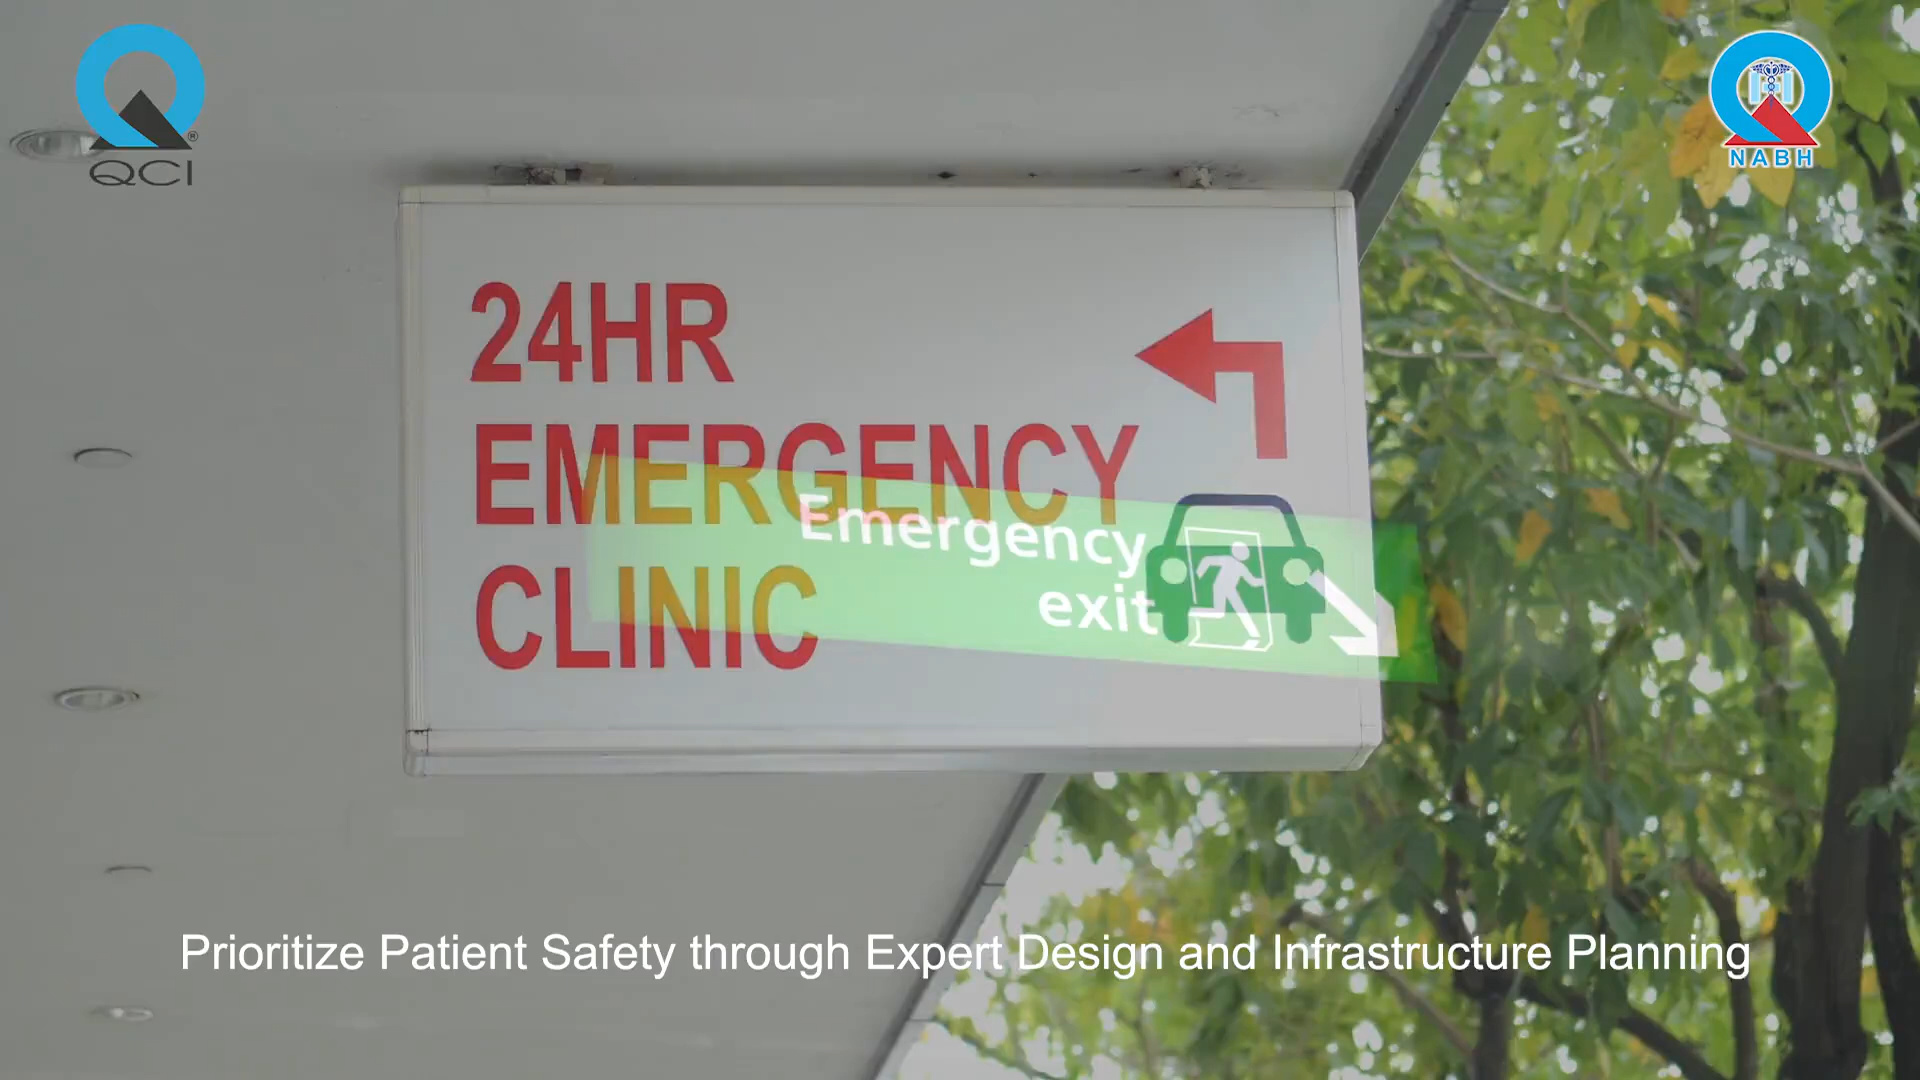 QCI
NABH
24HR
EMERGENCY
CLINIC
Emergency
exit
Prioritize Patient Safety through Expert Design and Infrastructure Planning